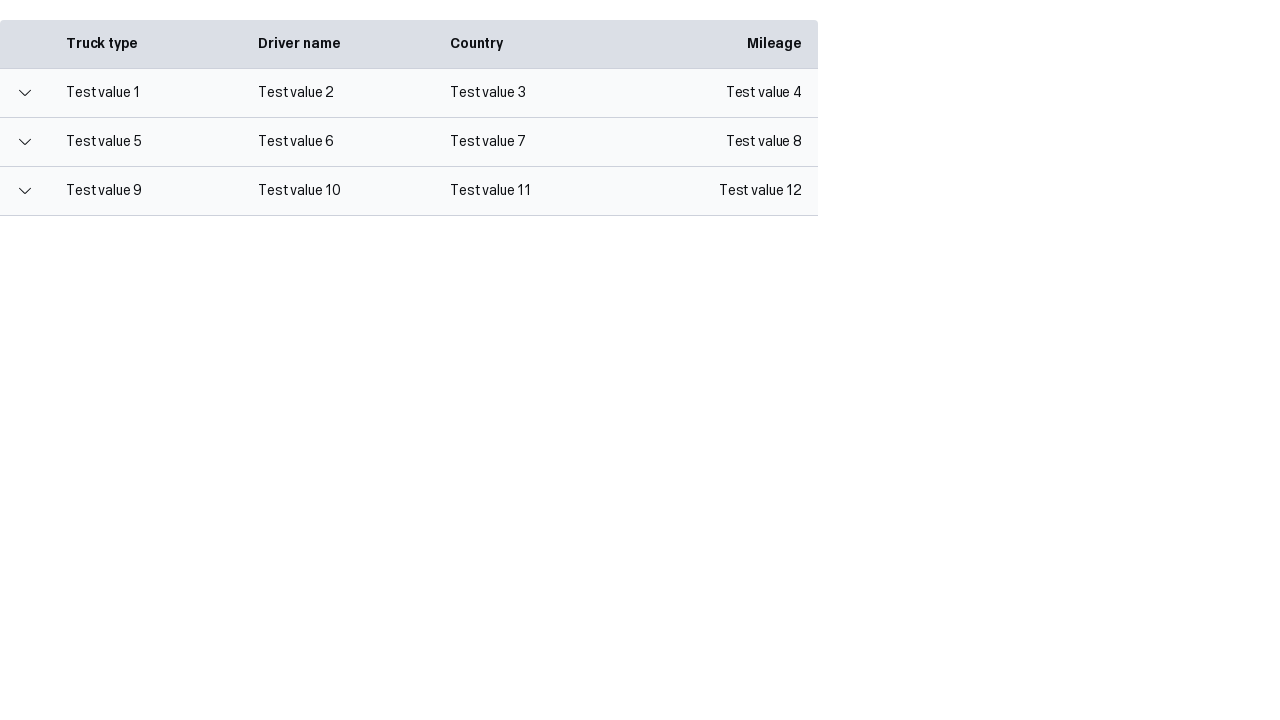 Truck type Driver name Country Mileage
Test value 1 Test value 2 Test value 3 Test value 4
Test value 5 Test value 6 Test value 7 Test value 8
Test value 9 Test value 10 Test value 11 Test value 12